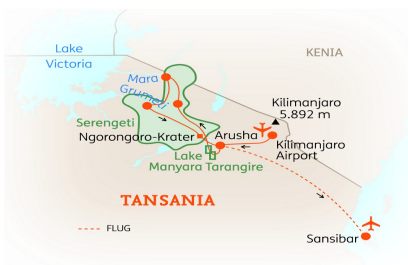 Lake
Victoria
KENIA
Mara
Grumeti
Kilimanjaro
5.892 m
Serengeti
Ngorongaro-Krater
Arusha
Kilimanjaro
Airport
Lake
Manyara Tarangire
TANSANIA
FLUG
Sansibar